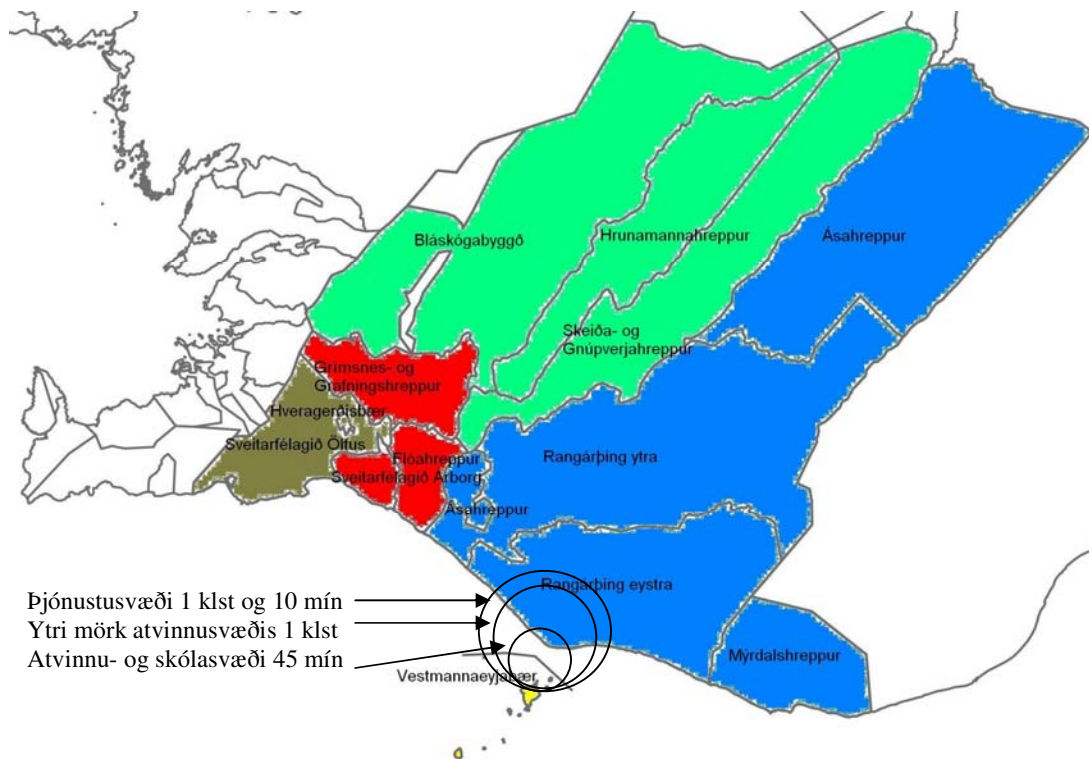 Bláskógabyggð
Hrunamannahreppur
Ásahreppur
Skeiða- og
Gnúpverjahreppur
Grímsnes- og
Grafningshreppur
Hveragerðisbær
Sveitarfélagið Ölfus
Flóahreppur
Sveitarfélagið Árborg
Rangárþing ytra
Ásahreppur
Rangárþing eystra
Þjónustusvæði 1 klst og 10 mín
Ytri mörk atvinnusvæðis 1 klst
Atvinnu- og skólasvæði 45 mín
Mýrdalshreppur
Vestmannaeyjabær